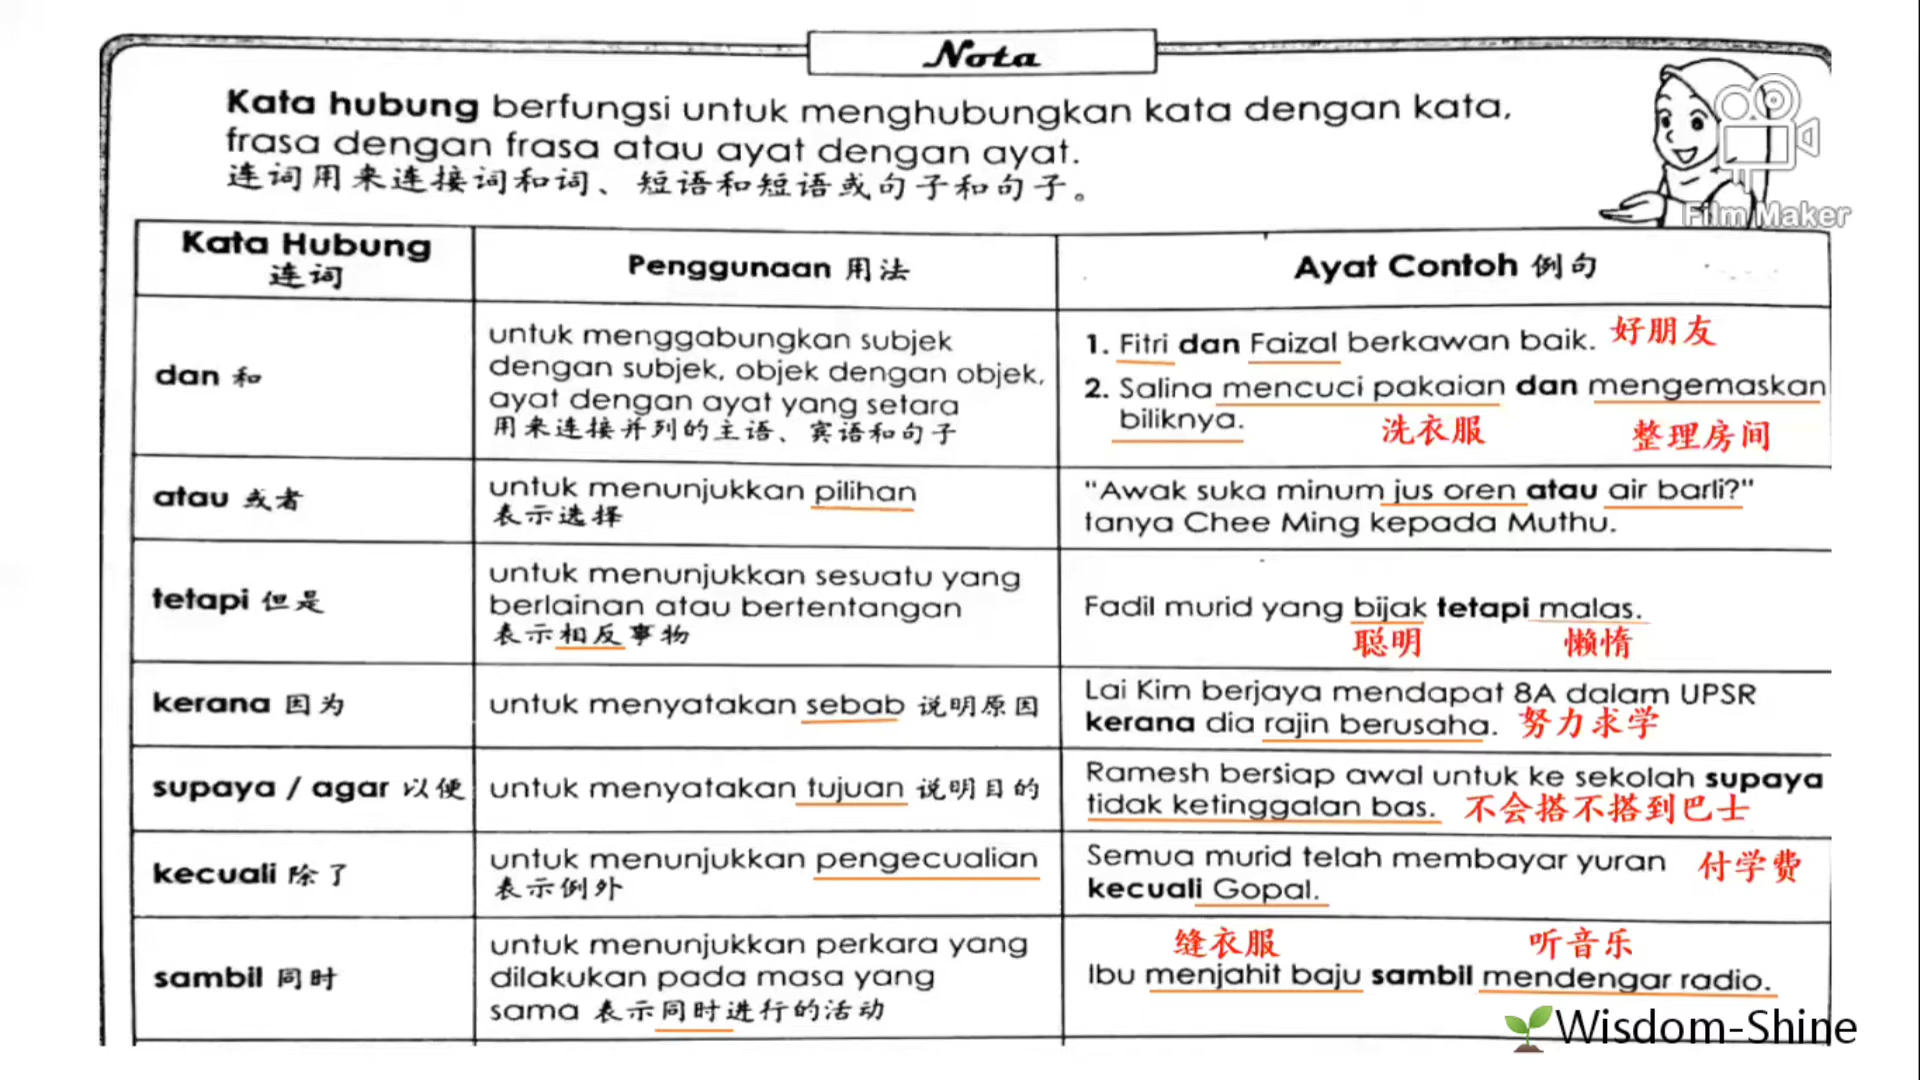 Nota
Kata hubung berfungsi untuk menghubungkan kata dengan kata,
frasa dengan frasa atau ayat dengan ayat.
连词用来连接词和词、短语和短语或句子和句子。
Film Maker
Kata Hubung
连词
Penggunaan 用法
Ayat Contoh 例句
dan 和
untuk menggabungkan subjek
dengan subjek, objek dengan objek,
ayat dengan ayat yang setara
用来连接并列的主语、宾语和句子
1. Fitri dan Faizal berkawan baik. 好朋友
2. Salina mencuci pakaian dan mengemaskan
biliknya. 洗衣服 整理房间
atau 或者
untuk menunjukkan pilihan
表示选择
"Awak suka minum jus oren atau air barli?"
tanya Chee Ming kepada Muthu.
tetapi 但是
untuk menunjukkan sesuatu yang
berlainan atau bertentangan
表示相反事物
Fadil murid yang bijak tetapi malas.
聪明 懒惰
kerana 因为
untuk menyatakan sebab 说明原因
Lai Kim berjaya mendapat 8A dalam UPSR
kerana dia rajin berusaha. 努力求学
supaya / agar 以便
untuk menyatakan tujuan 说明目的
Ramesh bersiap awal untuk ke sekolah supaya
tidak ketinggalan bas. 不会搭不搭到巴士
kecuali 除了
untuk menunjukkan pengecualian
表示例外
Semua murid telah membayar yuran 付学费
kecuali Gopal.
sambil 同时
untuk menunjukkan perkara yang
dilakukan pada masa yang
sama 表示同时进行的活动
缝衣服 听音乐
Ibu menjahit baju sambil mendengar radio.
Wisdom-Shine